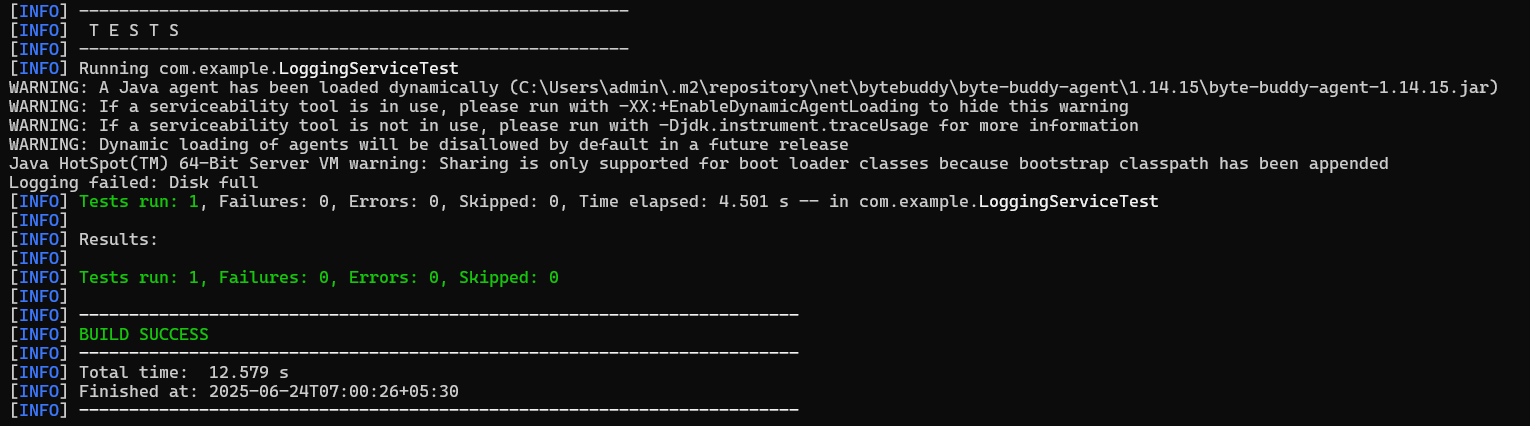 [INFO] -------------------------------------------------------
[INFO]  T E S T S
[INFO] -------------------------------------------------------
[INFO] Running com.example.LoggingServiceTest
WARNING: A Java agent has been loaded dynamically (C:\Users\admin\.m2\repository\net\bytebuddy\byte-buddy-agent\1.14.15\byte-buddy-agent-1.14.15.jar)
WARNING: If a serviceability tool is in use, please run with -XX:+EnableDynamicAgentLoading to hide this warning
WARNING: If a serviceability tool is not in use, please run with -Djdk.instrument.traceUsage for more information
WARNING: Dynamic loading of agents will be disallowed by default in a future release
Java HotSpot(TM) 64-Bit Server VM warning: Sharing is only supported for boot loader classes because bootstrap classpath has been appended
Logging failed: Disk full
[INFO] Tests run: 1, Failures: 0, Errors: 0, Skipped: 0, Time elapsed: 4.501 s -- in com.example.LoggingServiceTest
[INFO]
[INFO] Results:
[INFO]
[INFO] Tests run: 1, Failures: 0, Errors: 0, Skipped: 0
[INFO]
[INFO] ------------------------------------------------------------------------
[INFO] BUILD SUCCESS
[INFO] ------------------------------------------------------------------------
[INFO] Total time:  12.579 s
[INFO] Finished at: 2025-06-24T07:00:26+05:30
[INFO] ------------------------------------------------------------------------